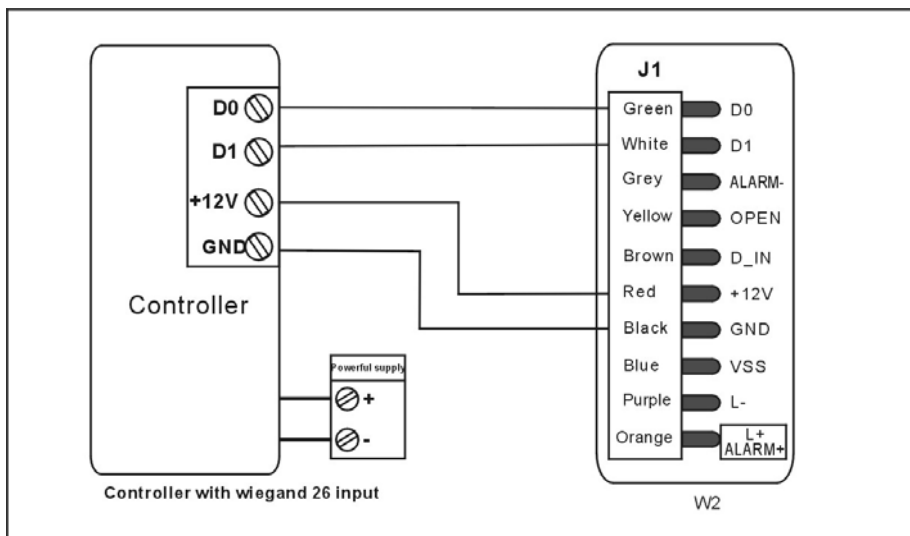 D0
D1
+12V
GND
Controller
Powerful supply
+
-
Controller with wiegand 26 input
J1
Green D0
White D1
Grey ALARM-
Yellow OPEN
Brown D_IN
Red +12V
Black GND
Blue VSS
Purple L-
Orange L+
ALARM+
W2